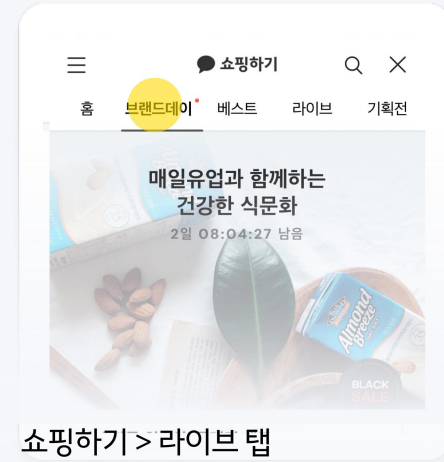 쇼핑하기
홈 브랜드데이 베스트 라이브 기획전
매일유업과 함께하는
건강한 식문화
2일 08:04:27 남음
Almond
Breeze
BLACK
SALE
쇼핑하기 > 라이브 탭